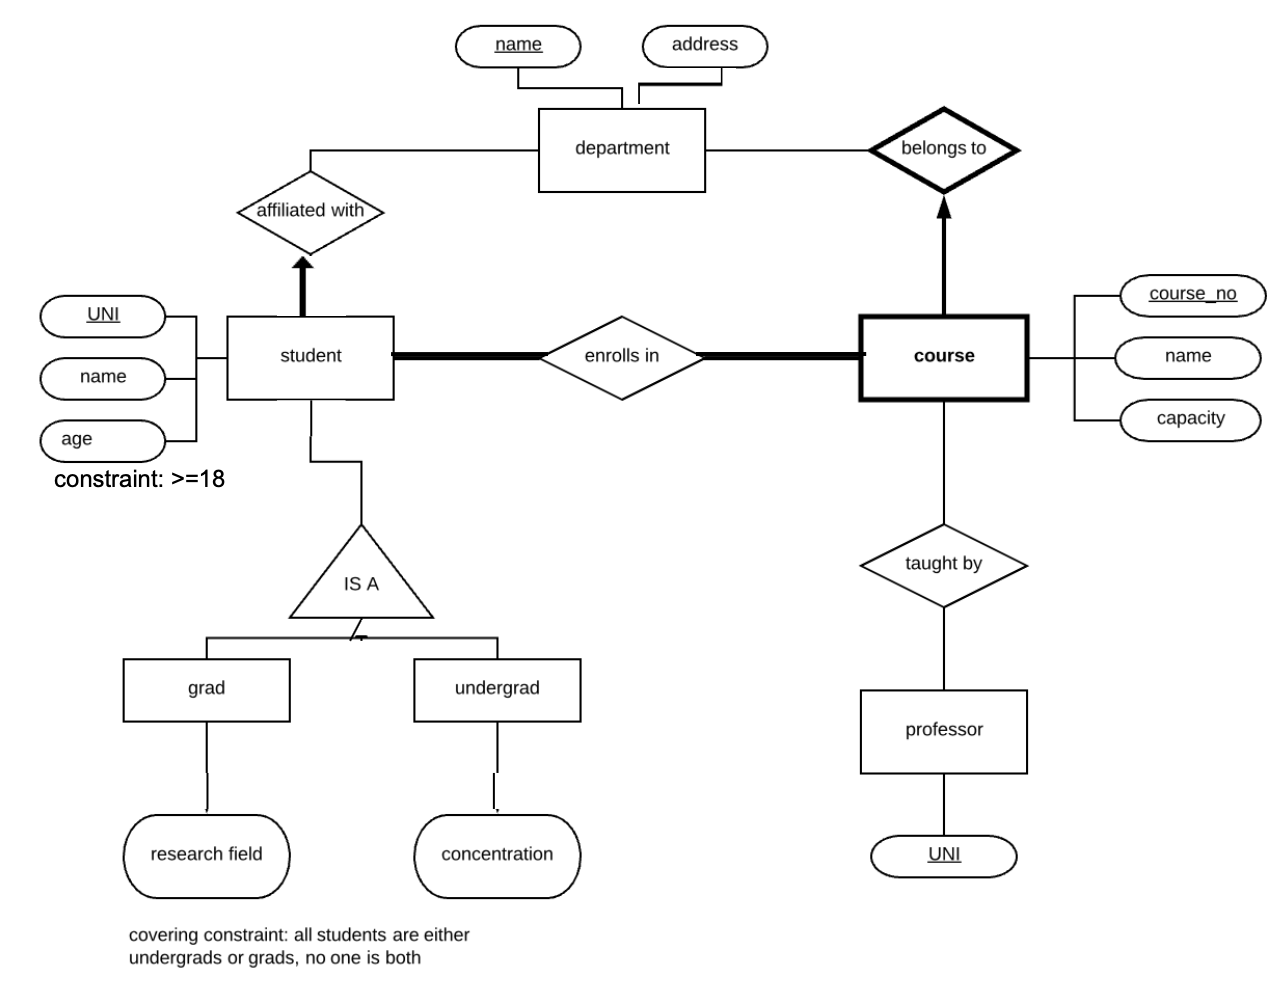 name
address
department
belongs to
affiliated with
UNI
name
age
constraint: >=18
student
enrolls in
course
course_no
name
capacity
IS A
taught by
grad
undergrad
professor
research field
concentration
UNI
covering constraint: all students are either
undergrads or grads, no one is both